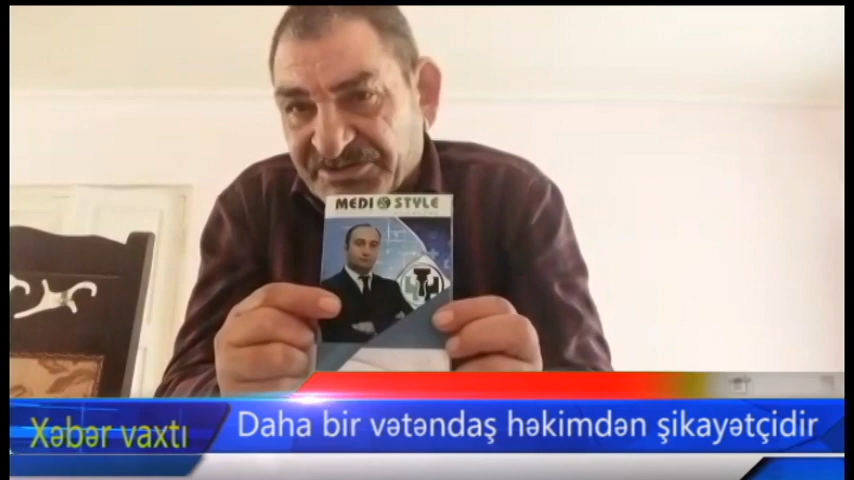 MEDI STYLE
Xəbər vaxtı
Daha bir vətəndaş həkimdən şikayətçidir